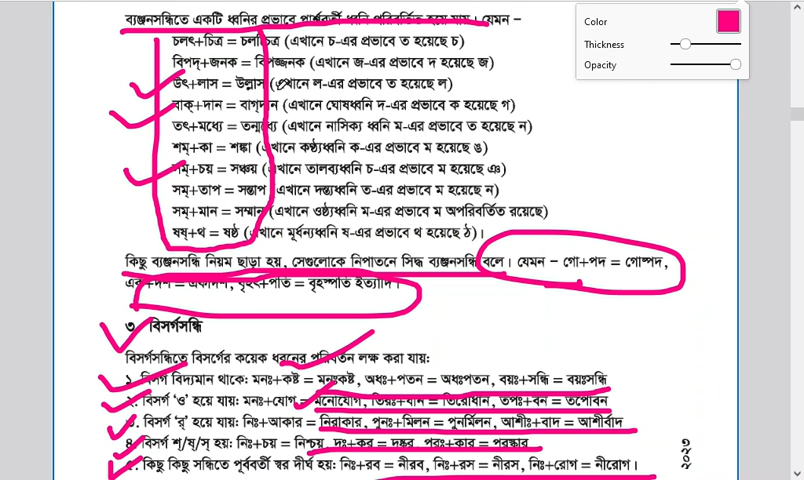 ব্যঞ্জনসন্ধিতে একটি ধ্বনির প্রভাবে পার্শ্ববর্তী ধ্বনি পরিবর্তিত হয়ে যায়। যেমন –
Color
চলৎ+চিত্র = চলচ্চিত্র (এখানে চ-এর প্রভাবে ত হয়েছে চ)
Thickness
বিপদ্+জনক = বিপজ্জনক (এখানে জ-এর প্রভাবে দ হয়েছে জ)
Opacity
উৎ+লাস = উল্লাস (এখানে ল-এর প্রভাবে ত হয়েছে ল)
বাক্+দান = বাগ্দান (এখানে ঘোষধ্বনি দ-এর প্রভাবে ক হয়েছে গ)
তৎ+মধ্যে = তন্মধ্যে (এখানে নাসিক্য ধ্বনি ম-এর প্রভাবে ত হয়েছে ন)
শম্+কা = শঙ্কা (এখানে কণ্ঠ্যধ্বনি ক-এর প্রভাবে ম হয়েছে ঙ)
সম্+চয় = সঞ্চয় (এখানে তালব্যধ্বনি চ-এর প্রভাবে ম হয়েছে ঞ)
সম্+তাপ = সন্তাপ (এখানে দন্ত্যধ্বনি ত-এর প্রভাবে ম হয়েছে ন)
সম্+মান = সম্মান (এখানে ওষ্ঠ্যধ্বনি ম-এর প্রভাবে ম অপরিবর্তিত রয়েছে)
ষষ্+থ = ষষ্ঠ (এখানে মূর্ধন্যধ্বনি ষ-এর প্রভাবে থ হয়েছে ঠ)।
কিছু ব্যঞ্জনসন্ধি নিয়ম ছাড়া হয়, সেগুলোকে নিপাতনে সিদ্ধ ব্যঞ্জনসন্ধি বলে। যেমন – গো+পদ = গোষ্পদ,
এক+দশ = একাদশ, বৃহৎ+পতি = বৃহস্পতি ইত্যাদি।
৩ বিসর্গসন্ধি
বিসর্গসন্ধিতে বিসর্গের কয়েক ধরনের পরিবর্তন লক্ষ করা যায়:
১. বিসর্গ বিদ্যমান থাকে: মনঃ+কষ্ট = মনঃকষ্ট, অধঃ+পতন = অধঃপতন, বয়ঃ+সন্ধি = বয়ঃসন্ধি
২. বিসর্গ 'ও' হয়ে যায়: মনঃ+যোগ = মনোযোগ, তিরঃ+ধান = তিরোধান, তপঃ+বন = তপোবন
৩. বিসর্গ 'র্' হয়ে যায়: নিঃ+আকার = নিরাকার, পুনঃ+মিলন = পুনর্মিলন, আশীঃ+বাদ = আশীর্বাদ
৪. বিসর্গ শ্/ষ্/স্ হয়: নিঃ+চয় = নিশ্চয়, দুঃ+কর = দুষ্কর, পুরঃ+কার = পুরস্কার
৫. কিছু কিছু সন্ধিতে পূর্ববর্তী স্বর দীর্ঘ হয়: নিঃ+রব = নীরব, নিঃ+রস = নীরস, নিঃ+রোগ = নীরোগ।